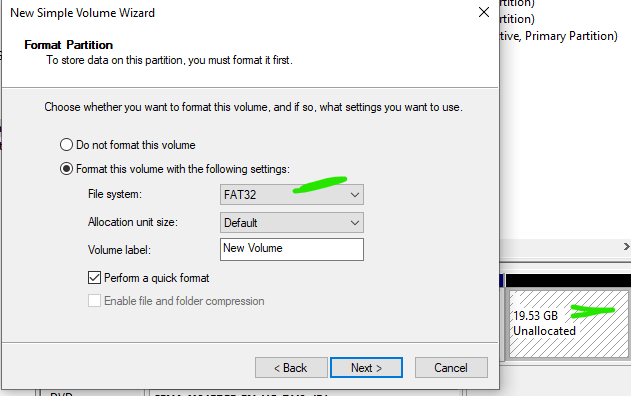 New Simple Volume Wizard
Format Partition
To store data on this partition, you must format it first.
Choose whether you want to format this volume, and if so, what settings you want to use.
Do not format this volume
Format this volume with the following settings:
File system:
FAT32
Allocation unit size:
Default
Volume label:
New Volume
Perform a quick format
Enable file and folder compression
< Back
Next >
Cancel
rtition)
rtition)
tive, Primary Partition)
19.53 GB
Unallocated